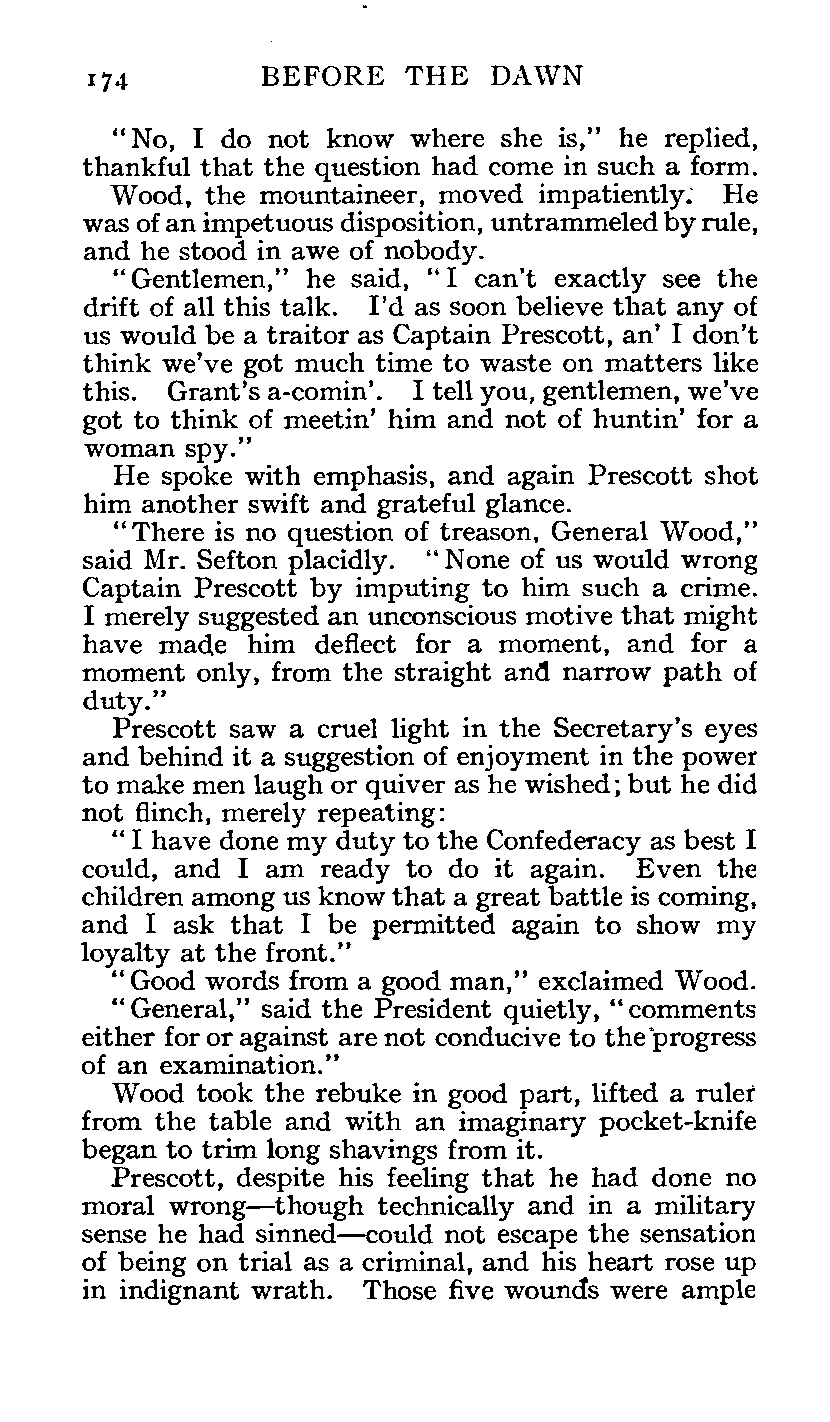 174 BEFORE THE DAWN
“No, I do not know where she is,” he replied,
thankful that the question had come in such a form.
Wood, the mountaineer, moved impatiently. He
was of an impetuous disposition, untrammeled by rule,
and he stood in awe of nobody.
“Gentlemen,” he said, “I can't exactly see the
drift of all this talk. I'd as soon believe that any of
us would be a traitor as Captain Prescott, an' I don't
think we've got much time to waste on matters like
this. Grant's a-comin'. I tell you, gentlemen, we've
got to think of meetin' him and not of huntin' for a
woman spy.”
He spoke with emphasis, and again Prescott shot
him another swift and grateful glance.
“There is no question of treason, General Wood,”
said Mr. Sefton placidly. “None of us would wrong
Captain Prescott by imputing to him such a crime.
I merely suggested an unconscious motive that might
have made him deflect for a moment, and for a
moment only, from the straight and narrow path of
duty.”
Prescott saw a cruel light in the Secretary's eyes
and behind it a suggestion of enjoyment in the power
to make men laugh or quiver as he wished; but he did
not flinch, merely repeating:
“I have done my duty to the Confederacy as best I
could, and I am ready to do it again. Even the
children among us know that a great battle is coming,
and I ask that I be permitted again to show my
loyalty at the front.”
“Good words from a good man,” exclaimed Wood.
“General,” said the President quietly, “comments
either for or against are not conducive to the progress
of an examination.”
Wood took the rebuke in good part, lifted a ruler
from the table and with an imaginary pocket-knife
began to trim long shavings from it.
Prescott, despite his feeling that he had done no
moral wrong—though technically and in a military
sense he had sinned—could not escape the sensation
of being on trial as a criminal, and his heart rose up
in indignant wrath. Those five wounds were ample